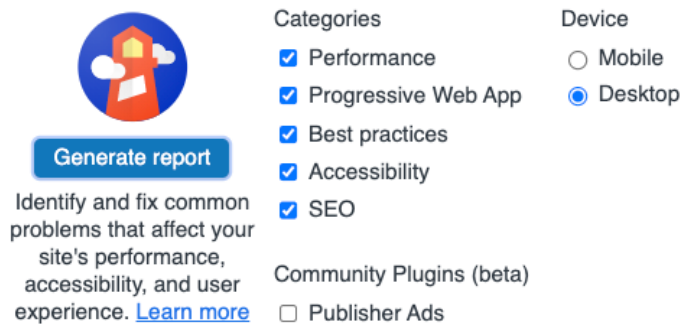 Generate report
Identify and fix common
problems that affect your
site's performance,
accessibility, and user
experience. Learn more
Categories
Performance
Progressive Web App
Best practices
Accessibility
SEO
Community Plugins (beta)
Publisher Ads
Device
Mobile
Desktop